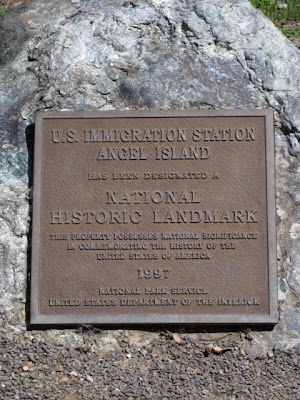 U.S. IMMIGRATION STATION
ANGEL ISLAND
HAS BEEN DESIGNATED A
NATIONAL
HISTORIC LANDMARK
THIS PROPERTY POSSESSES NATIONAL SIGNIFICANCE
IN COMMEMORATING THE HISTORY OF THE
UNITED STATES OF AMERICA
1997
NATIONAL PARK SERVICE
UNITED STATES DEPARTMENT OF THE INTERIOR